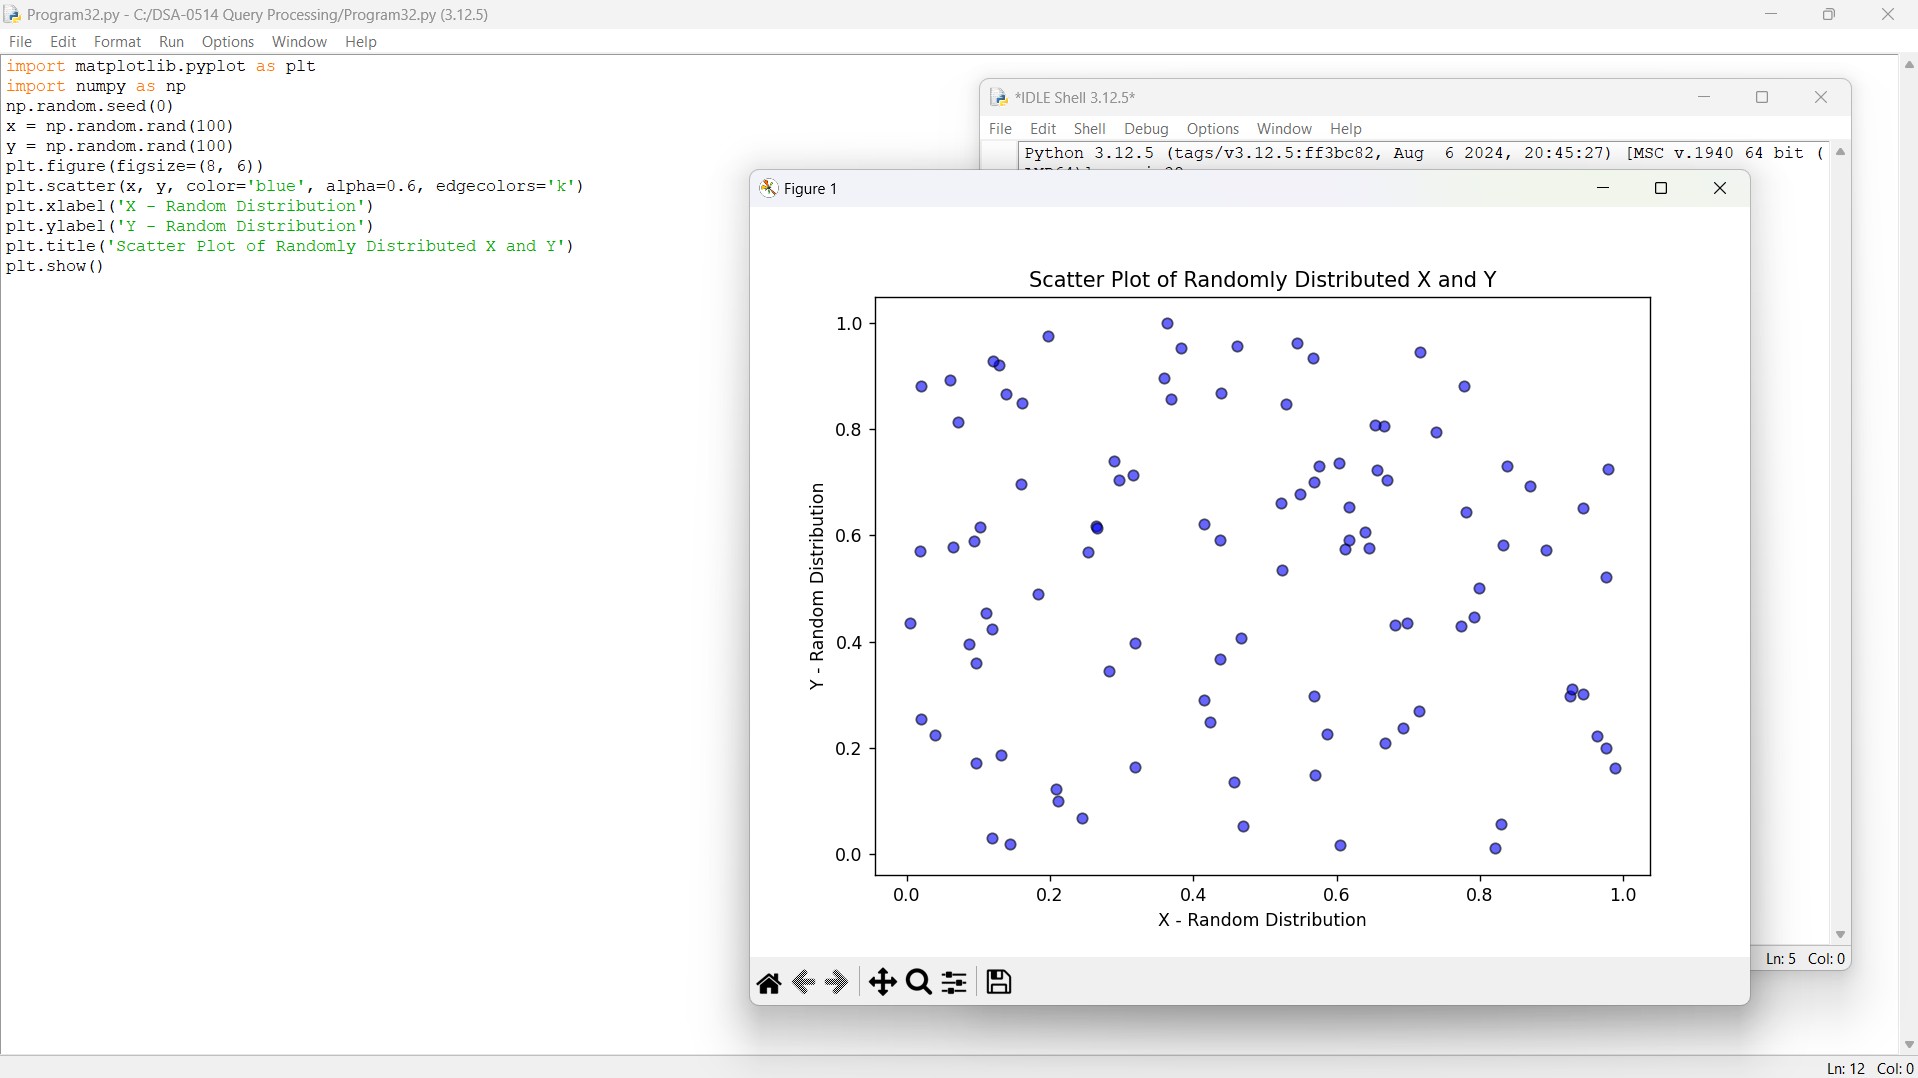 Program32.py - C:/DSA-0514 Query Processing/Program32.py (3.12.5)
File Edit Format Run Options Window Help
import matplotlib.pyplot as plt
import numpy as np
np.random.seed(0)
x = np.random.rand(100)
y = np.random.rand(100)
plt.figure(figsize=(8, 6))
plt.scatter(x, y, color='blue', alpha=0.6, edgecolors='k')
plt.xlabel('X - Random Distribution')
plt.ylabel('Y - Random Distribution')
plt.title('Scatter Plot of Randomly Distributed X and Y')
plt.show()
*IDLE Shell 3.12.5*
File Edit Shell Debug Options Window Help
Python 3.12.5 (tags/v3.12.5:ff3bc82, Aug  6 2024, 20:45:27) [MSC v.1940 64 bit (
Figure 1
Scatter Plot of Randomly Distributed X and Y
1.0
0.8
0.6
0.4
0.2
0.0
Y - Random Distribution
0.0 0.2 0.4 0.6 0.8 1.0
X - Random Distribution
Ln: 5 Col: 0
Ln: 12 Col: 0